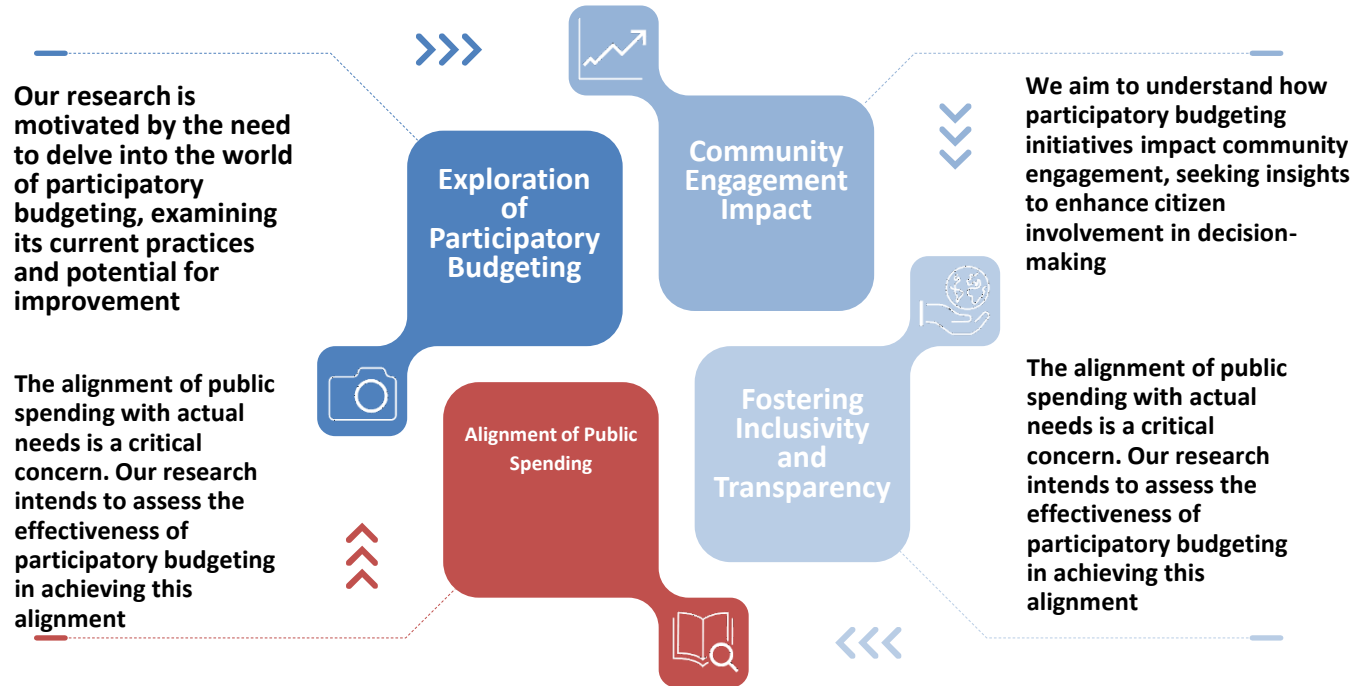 Our research is
motivated by the need
to delve into the world
of participatory
budgeting, examining
its current practices
and potential for
improvement
Exploration
of
Participatory
Budgeting
Community
Engagement
Impact
We aim to understand how
participatory budgeting
initiatives impact community
engagement, seeking insights
to enhance citizen
involvement in decision-
making
The alignment of public
spending with actual
needs is a critical
concern. Our research
intends to assess the
effectiveness of
participatory budgeting
in achieving this
alignment
Alignment of Public
Spending
Fostering
Inclusivity
and
Transparency
The alignment of public
spending with actual
needs is a critical
concern. Our research
intends to assess the
effectiveness of
participatory budgeting
in achieving this
alignment